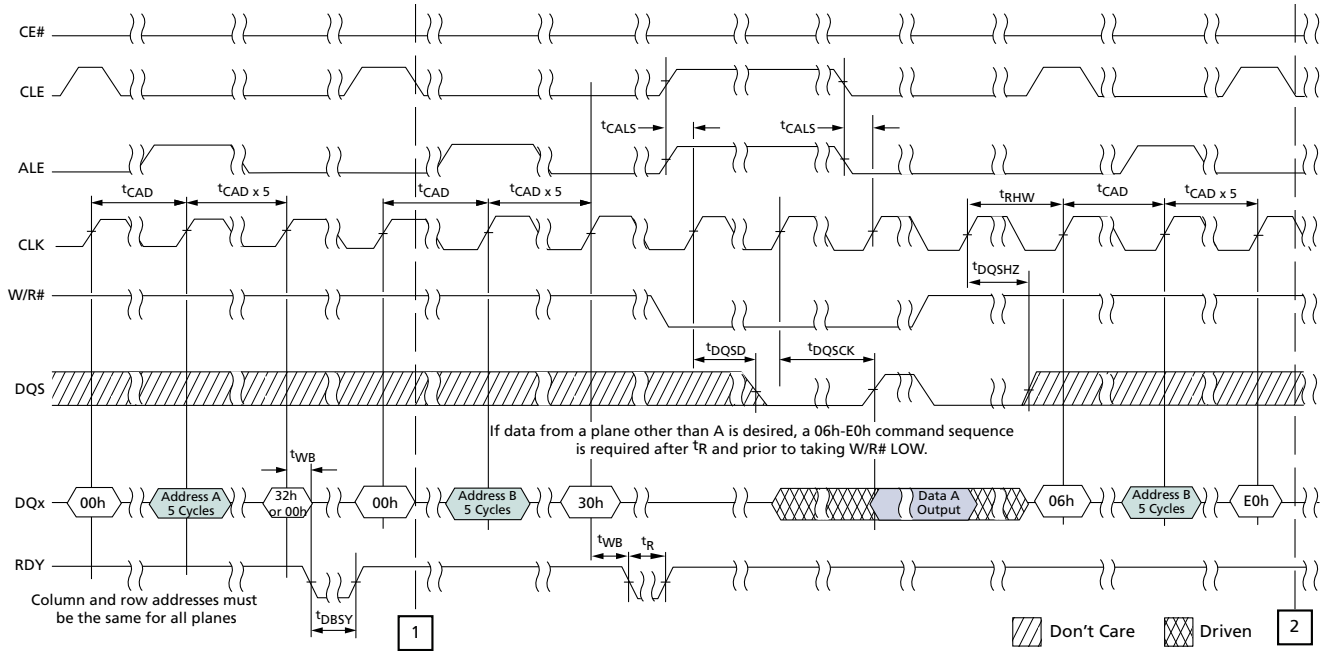 CE#
CLE
tCALS
tCALS
ALE
tCAD
tCAD x 5
tCAD
tCAD x 5
tRHW
tCAD
tCAD x 5
CLK
tDQSHZ
W/R#
tDQSD
tDQSCK
DQS
If data from a plane other than A is desired, a 06h-E0h command sequence
is required after tR and prior to taking W/R# LOW.
tWB
DQx
00h
Address A
5 Cycles
32h
or 00h
00h
Address B
5 Cycles
30h
Data A
Output
06h
Address B
5 Cycles
E0h
tWB
tR
RDY
Column and row addresses must
be the same for all planes
tDBSY
1
Don't Care
Driven
2